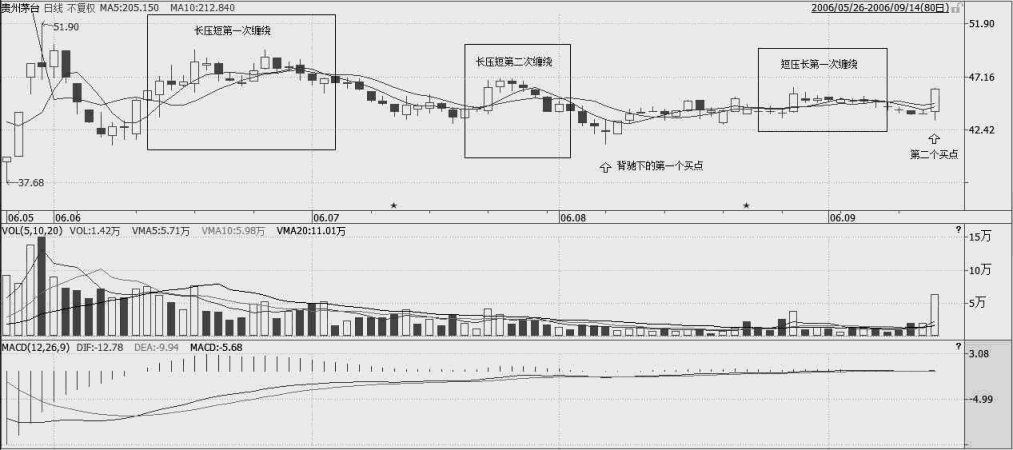 贵州茅台 日线 不复权 MA5:205.150 MA10:212.840 2006/05/26-2006/09/14(80日)
51.90
51.90
长压短第一次缠绕
长压短第二次缠绕
短压长第一次缠绕
47.16
42.42
第二个买点
背驰下的第一个买点
37.68
06.05 06.06 06.07 06.08 06.09
VOL(5,10,20) VOL:1.42万 VMA5:5.71万 VMA10:5.98万 VMA20:11.01万 ?
15万
10万
5万
MACD(12,26,9) DIF:-12.78 DEA:-9.94 MACD:-5.68 ?
3.08
-4.99